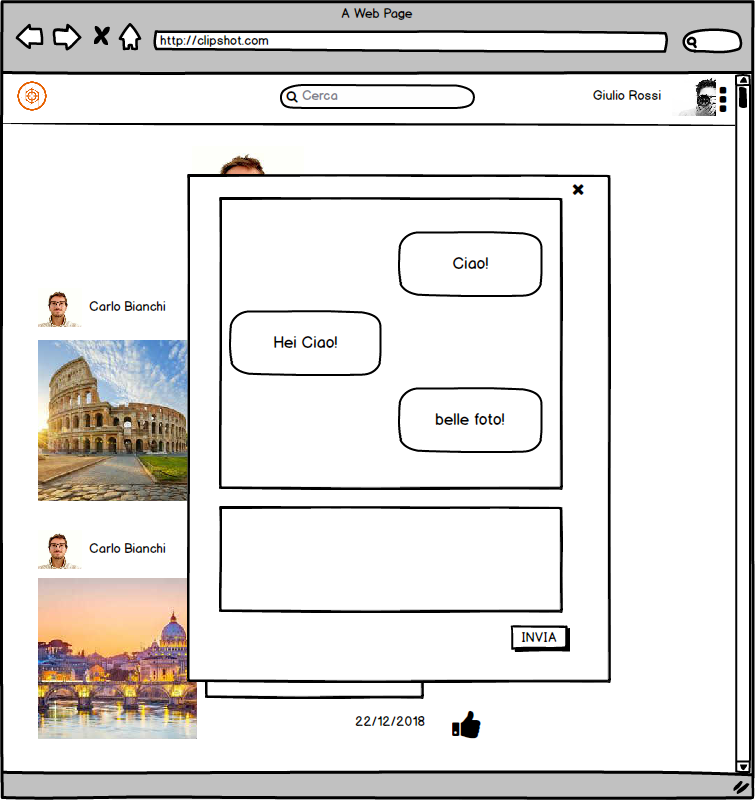 A Web Page
http://clipshot.com
Cerca
Giulio Rossi
Ciao!
Carlo Bianchi
Hei Ciao!
belle foto!
Carlo Bianchi
INVIA
22/12/2018